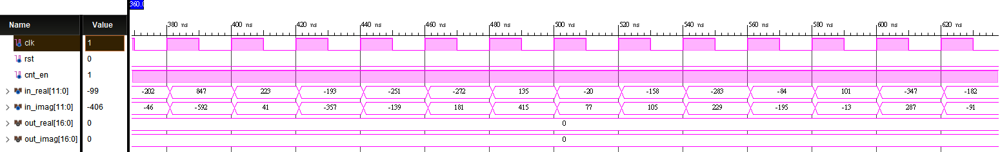 360.0
Name Value
380 ns 400 ns 420 ns 440 ns 460 ns 480 ns 500 ns 520 ns 540 ns 560 ns 580 ns 600 ns 620 ns
clk 1
rst 0
cnt_en 1
in_real[11:0] -99 -202 847 223 -193 -251 -272 135 -20 -158 -283 -84 101 -347 -182
in_imag[11:0] -406 -46 -592 41 -357 -139 181 415 77 105 229 -195 -13 287 -91
out_real[16:0] 0 0
out_imag[16:0] 0 0